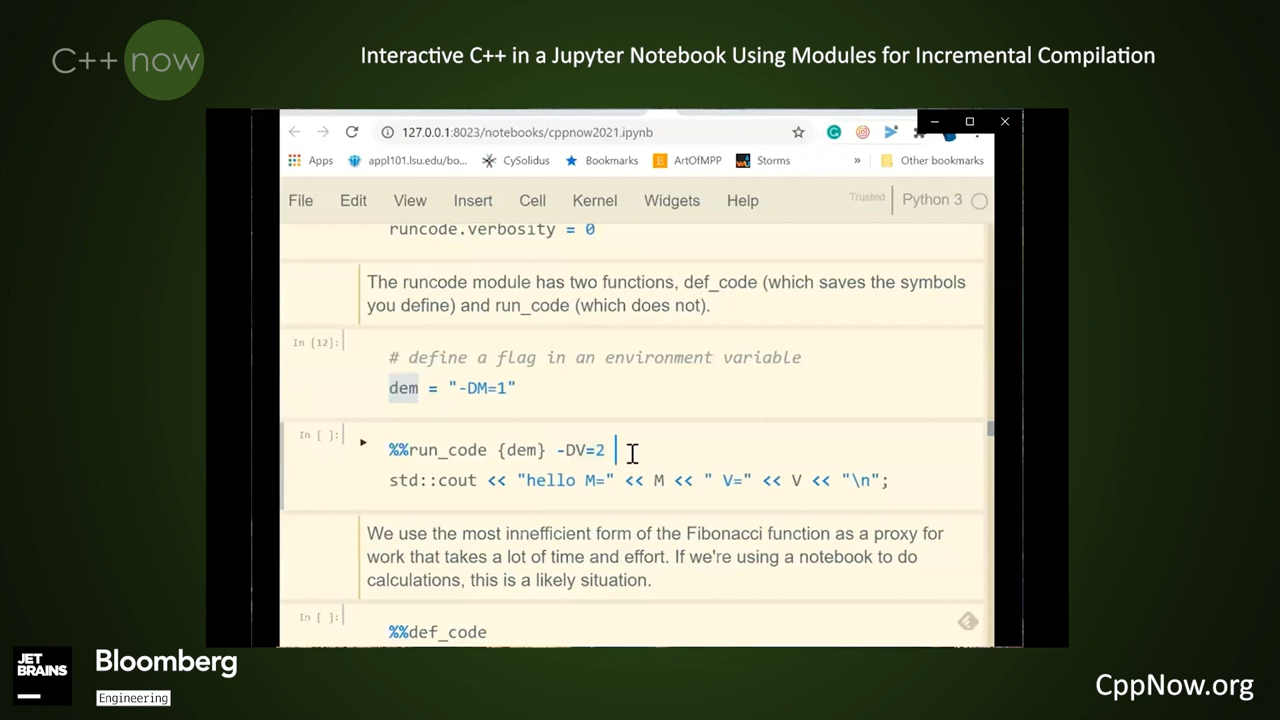 C++ now
Interactive C++ in a Jupyter Notebook Using Modules for Incremental Compilation
127.0.0.1:8023/notebooks/cppnow2021.ipynb
Apps appl101.lsu.edu/bo... CySolidus Bookmarks ArtOfMPP Storms » Other bookmarks
File Edit View Insert Cell Kernel Widgets Help Trusted Python 3
runcode.verbosity = 0
The runcode module has two functions, def_code (which saves the symbols
you define) and run_code (which does not).
In [12]:
# define a flag in an environment variable
dem = "-DM=1"
In [ ]:
%%run_code {dem} -DV=2
std::cout << "hello M=" << M << " V=" << V << "\n";
We use the most innefficient form of the Fibonacci function as a proxy for
work that takes a lot of time and effort. If we're using a notebook to do
calculations, this is a likely situation.
In [ ]:
%%def_code
JET
BRAINS
Bloomberg
Engineering
CppNow.org